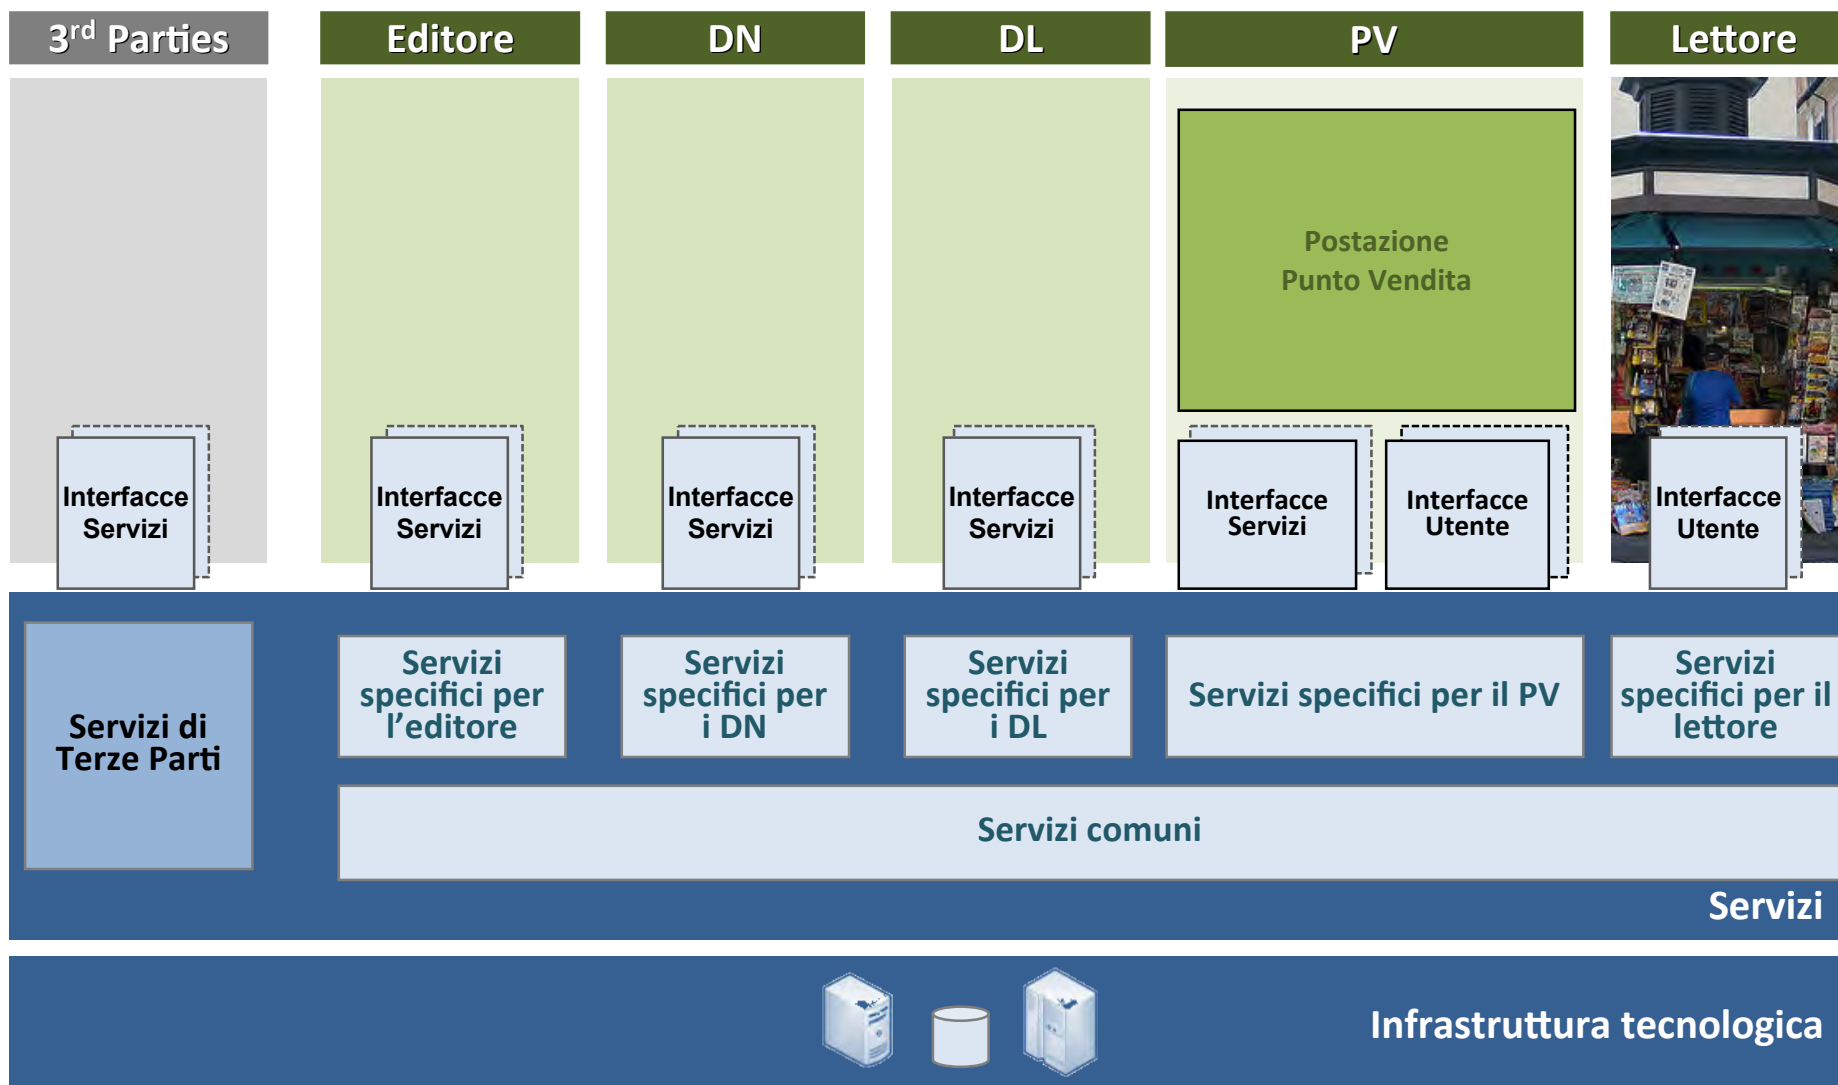 3rd Parties
Editore
DN
DL
PV
Lettore
Postazione
Punto Vendita
Interfacce
Servizi
Interfacce
Servizi
Interfacce
Servizi
Interfacce
Servizi
Interfacce
Servizi
Interfacce
Utente
Interfacce
Utente
Servizi di
Terze Parti
Servizi
specifici per
l’editore
Servizi
specifici per
i DN
Servizi
specifici per
i DL
Servizi specifici per il PV
Servizi
specifici per il
lettore
Servizi comuni
Servizi
Infrastruttura tecnologica